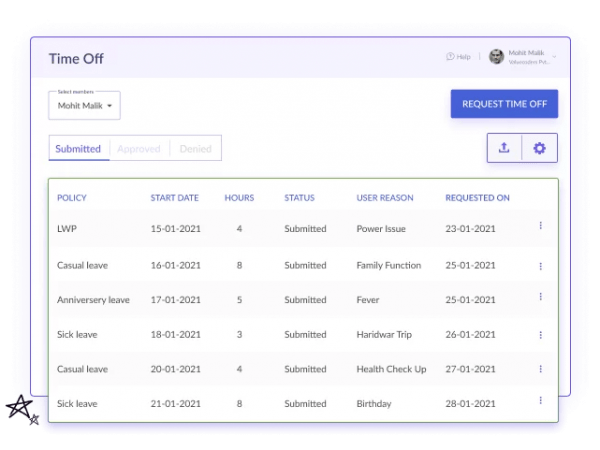 Time Off
Help
Mohit Malik
Select members
Mohit Malik
REQUEST TIME OFF
Submitted Approved Denied
POLICY START DATE HOURS STATUS USER REASON REQUESTED ON
LWP 15-01-2021 4 Submitted Power Issue 23-01-2021
Casual leave 16-01-2021 8 Submitted Family Function 25-01-2021
Anniversery leave 17-01-2021 5 Submitted Fever 25-01-2021
Sick leave 18-01-2021 3 Submitted Haridwar Trip 26-01-2021
Casual leave 20-01-2021 4 Submitted Health Check Up 27-01-2021
Sick leave 21-01-2021 8 Submitted Birthday 28-01-2021